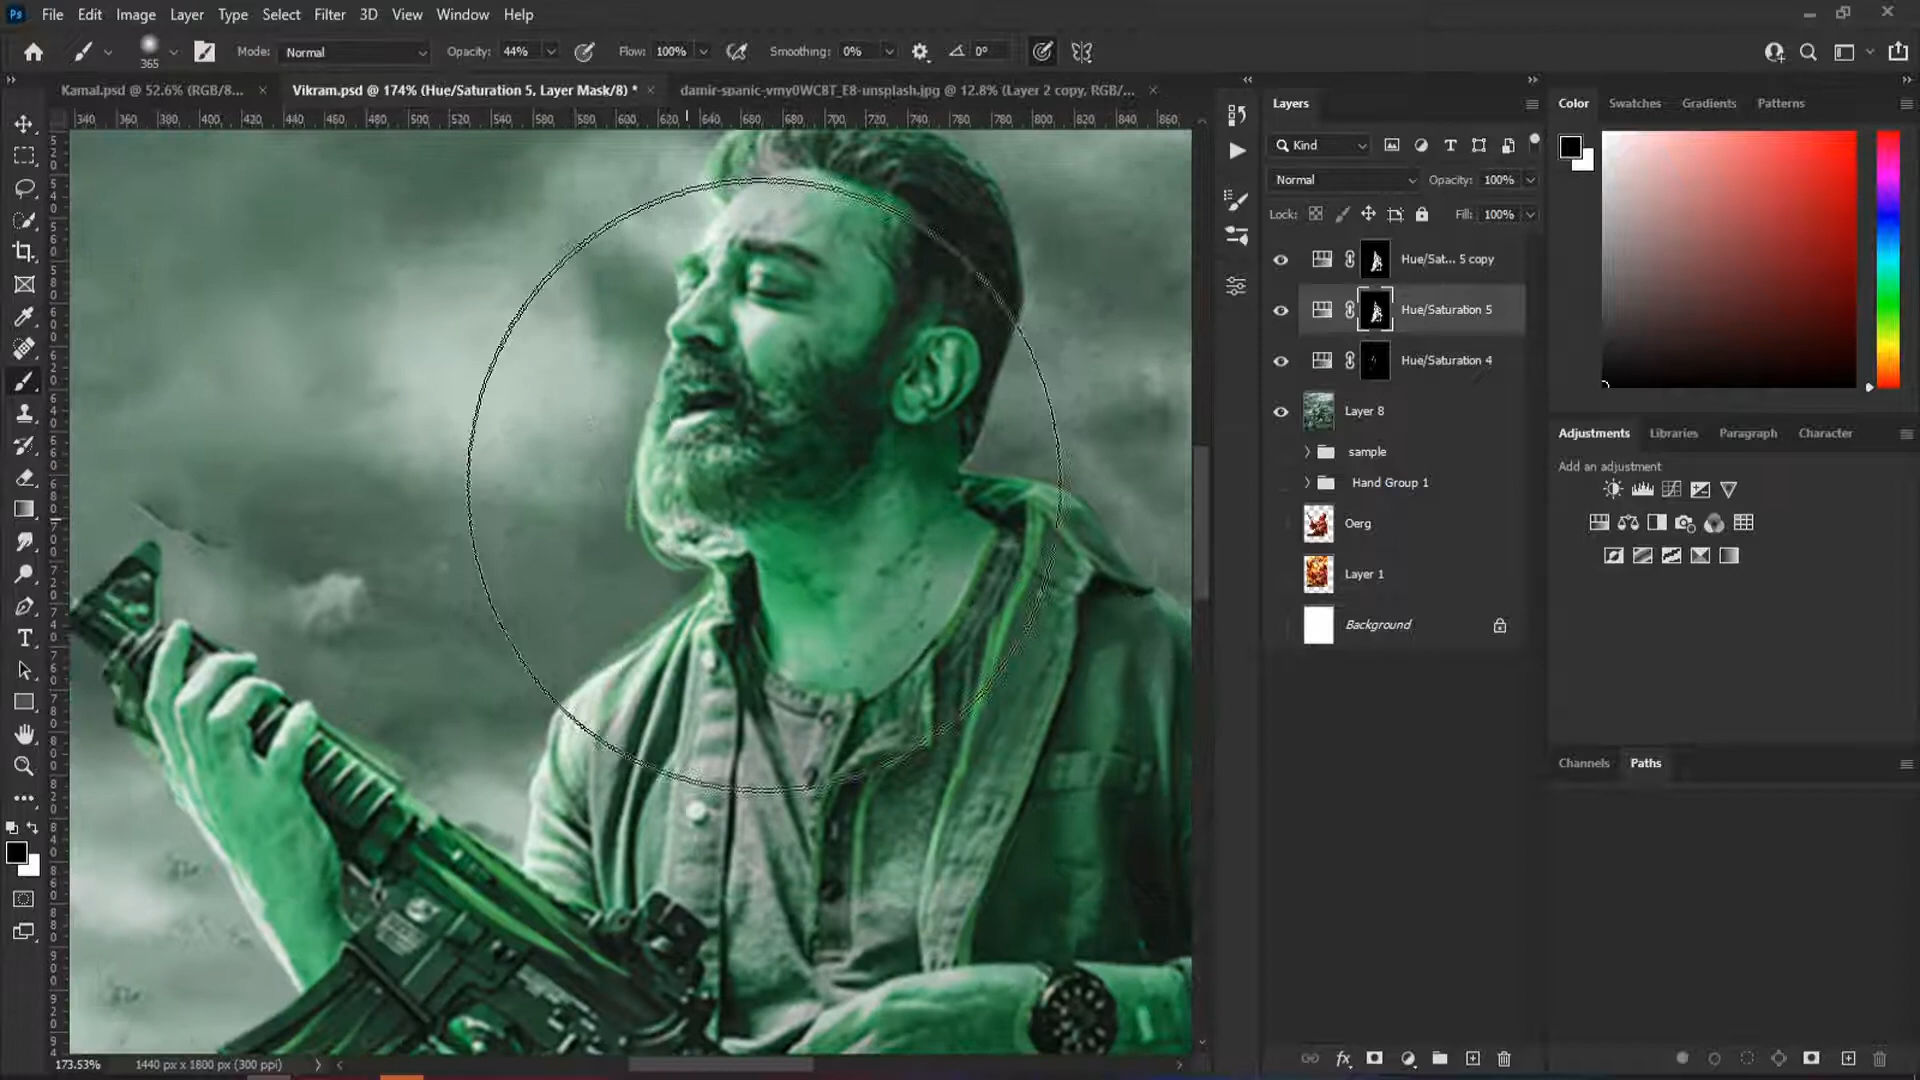 Ps File Edit Image Layer Type Select Filter 3D View Window Help
365 Mode: Normal Opacity: 44% Flow: 100% Smoothing: 0% 0°
Kamal.psd @ 52.6% (RGB/8... Vikram.psd @ 174% (Hue/Saturation 5, Layer Mask/8) * damir-spanic-vmy0WC8T_E8-unsplash.jpg @ 12.8% (Layer 2 copy, RGB/...
340 360 380 400 420 440 460 480 500 520 540 560 580 600 620 640 660 680 700 720 740 760 780 800 820 840 860
Layers
Kind
Normal Opacity: 100%
Lock: Fill: 100%
Hue/Sat... 5 copy
Hue/Saturation 5
Hue/Saturation 4
Layer 8
sample
Hand Group 1
Oerg
Layer 1
Background
Color Swatches Gradients Patterns
Adjustments Libraries Paragraph Character
Add an adjustment
Channels Paths
173.53% 1440 px x 1800 px (300 ppi)